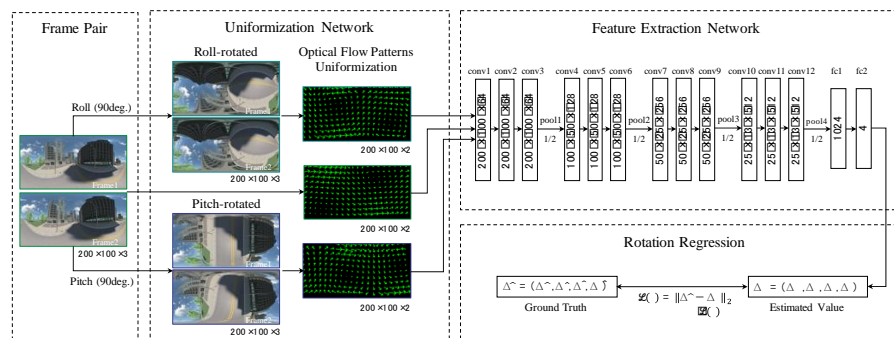 Frame Pair
Uniformization Network
Feature Extraction Network
Roll-rotated
Optical Flow Patterns
Uniformization
Roll (90deg.)
Frame1
Frame2
200×100×3
200×100×2
Frame1
Frame2
200×100×3
200×100×2
Pitch-rotated
Pitch (90deg.)
Frame1
Frame2
200×100×3
200×100×2
conv1 conv2 conv3 conv4 conv5 conv6 conv7 conv8 conv9 conv10 conv11 conv12 fc1 fc2
pool1 pool2 pool3 pool4
1/2 1/2 1/2 1/2
1024
4
Rotation Regression
Ground Truth
Estimated Value